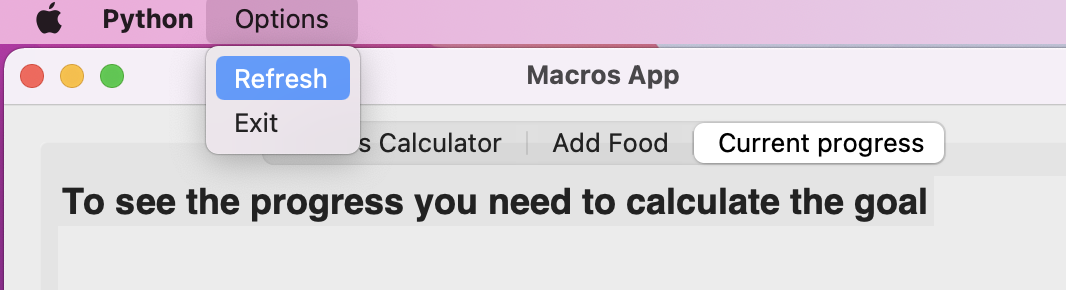 Python Options
Macros App
Refresh
Exit
s Calculator Add Food Current progress
To see the progress you need to calculate the goal